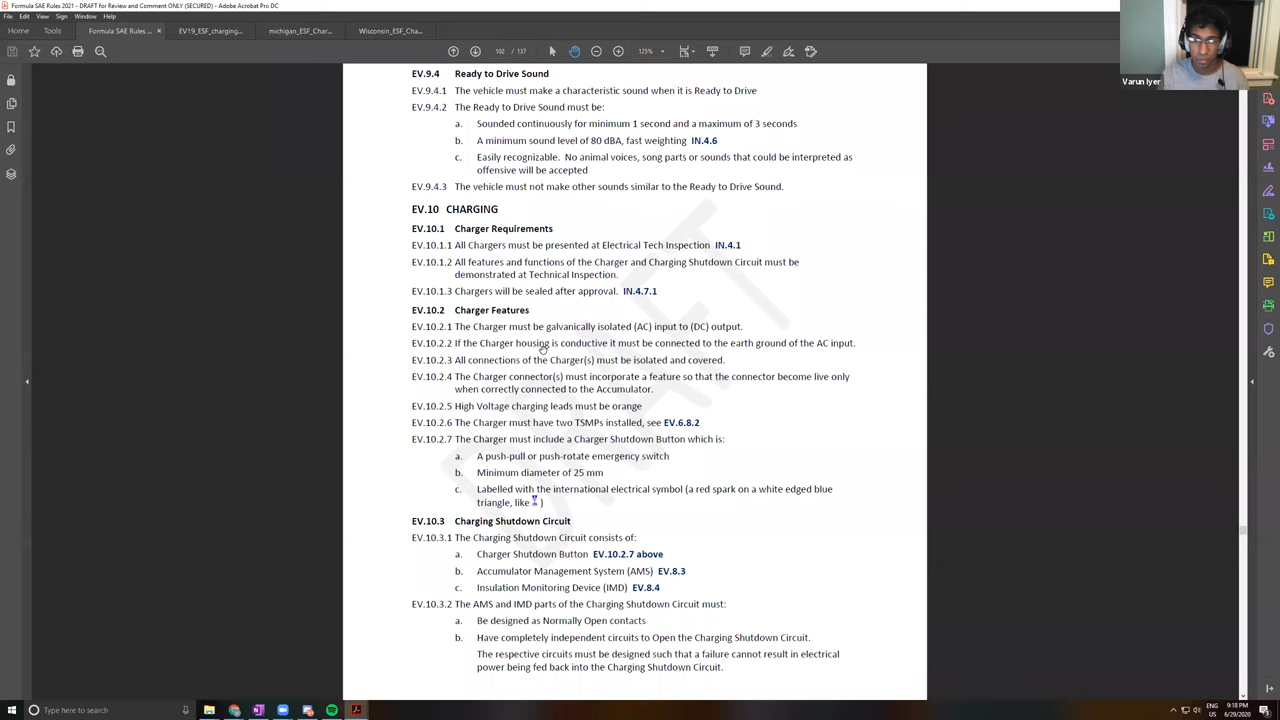 Formula SAE Rules 2021 - DRAFT for Review and Comment ONLY (SECURED) - Adobe Acrobat Pro DC
File Edit View Sign Window Help
Home Tools Formula SAE Rules ... × EV19_ESF_charging... michigan_ESF_Char... Wisconsin_ESF_Cha...
102 / 137 125%
Varun Iyer
EV.9.4 Ready to Drive Sound
EV.9.4.1 The vehicle must make a characteristic sound when it is Ready to Drive
EV.9.4.2 The Ready to Drive Sound must be:
a. Sounded continuously for minimum 1 second and a maximum of 3 seconds
b. A minimum sound level of 80 dBA, fast weighting IN.4.6
c. Easily recognizable. No animal voices, song parts or sounds that could be interpreted as
offensive will be accepted
EV.9.4.3 The vehicle must not make other sounds similar to the Ready to Drive Sound.
EV.10 CHARGING
EV.10.1 Charger Requirements
EV.10.1.1 All Chargers must be presented at Electrical Tech Inspection IN.4.1
EV.10.1.2 All features and functions of the Charger and Charging Shutdown Circuit must be
demonstrated at Technical Inspection.
EV.10.1.3 Chargers will be sealed after approval. IN.4.7.1
EV.10.2 Charger Features
EV.10.2.1 The Charger must be galvanically isolated (AC) input to (DC) output.
EV.10.2.2 If the Charger housing is conductive it must be connected to the earth ground of the AC input.
EV.10.2.3 All connections of the Charger(s) must be isolated and covered.
EV.10.2.4 The Charger connector(s) must incorporate a feature so that the connector become live only
when correctly connected to the Accumulator.
EV.10.2.5 High Voltage charging leads must be orange
EV.10.2.6 The Charger must have two TSMPs installed, see EV.6.8.2
EV.10.2.7 The Charger must include a Charger Shutdown Button which is:
a. A push-pull or push-rotate emergency switch
b. Minimum diameter of 25 mm
c. Labelled with the international electrical symbol (a red spark on a white edged blue
triangle, like )
EV.10.3 Charging Shutdown Circuit
EV.10.3.1 The Charging Shutdown Circuit consists of:
a. Charger Shutdown Button EV.10.2.7 above
b. Accumulator Management System (AMS) EV.8.3
c. Insulation Monitoring Device (IMD) EV.8.4
EV.10.3.2 The AMS and IMD parts of the Charging Shutdown Circuit must:
a. Be designed as Normally Open contacts
b. Have completely independent circuits to Open the Charging Shutdown Circuit.
The respective circuits must be designed such that a failure cannot result in electrical
power being fed back into the Charging Shutdown Circuit.
DRAFT
Type here to search
ENG 9:18 PM
US 6/29/2020